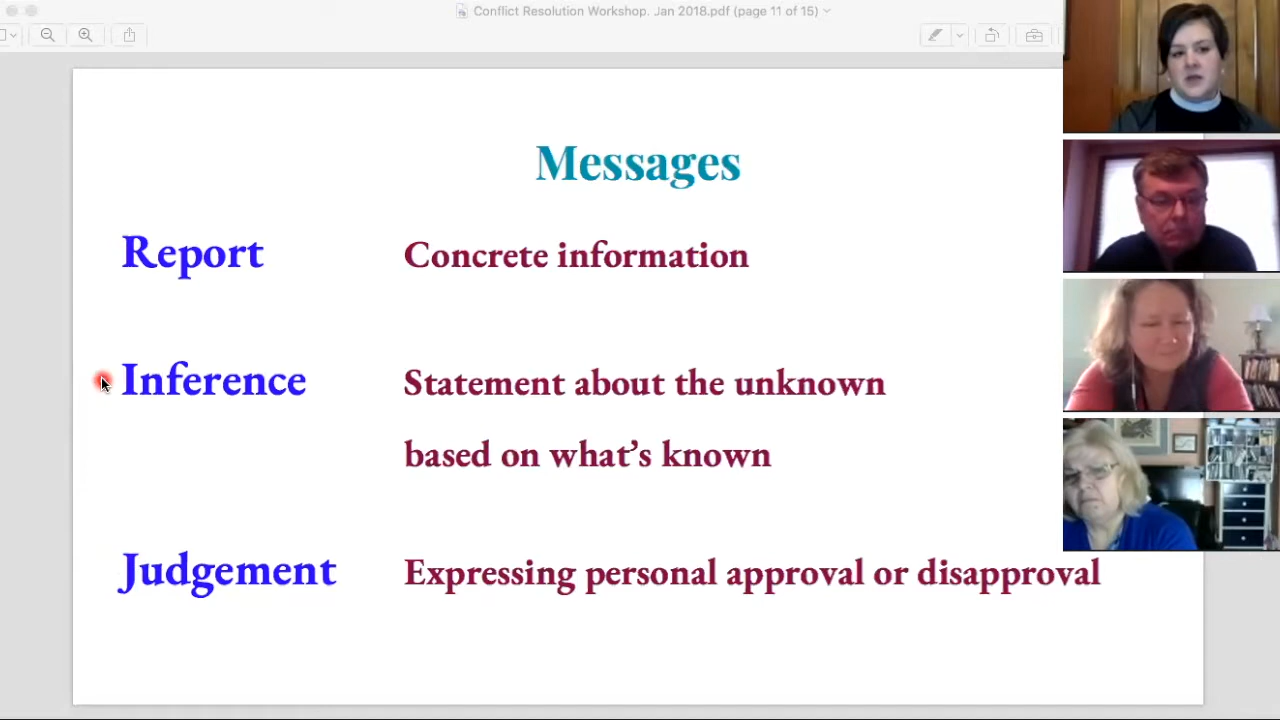 Conflict Resolution Workshop. Jan 2018.pdf (page 11 of 15)
Messages
Report Concrete information
Inference Statement about the unknown
based on what's known
Judgement Expressing personal approval or disapproval